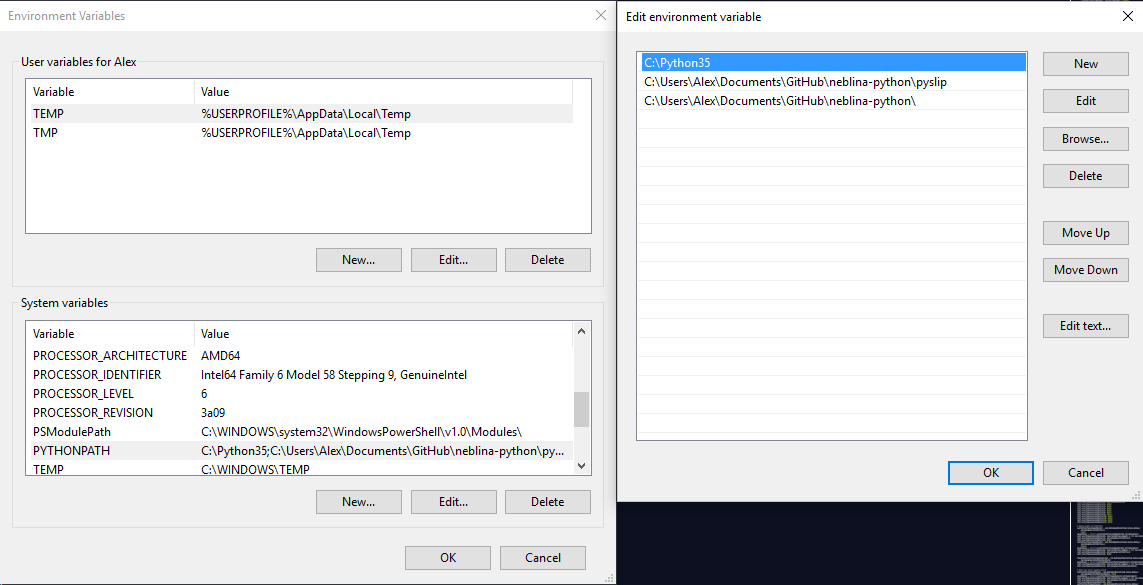 Environment Variables
User variables for Alex
Variable Value
TEMP %USERPROFILE%\AppData\Local\Temp
TMP %USERPROFILE%\AppData\Local\Temp
New... Edit... Delete
System variables
Variable Value
PROCESSOR_ARCHITECTURE AMD64
PROCESSOR_IDENTIFIER Intel64 Family 6 Model 58 Stepping 9, GenuineIntel
PROCESSOR_LEVEL 6
PROCESSOR_REVISION 3a09
PSModulePath C:\WINDOWS\system32\WindowsPowerShell\v1.0\Modules\
PYTHONPATH C:\Python35;C:\Users\Alex\Documents\GitHub\neblina-python\py...
TEMP C:\WINDOWS\TEMP
New... Edit... Delete
OK Cancel
Edit environment variable
C:\Python35
C:\Users\Alex\Documents\GitHub\neblina-python\pyslip
C:\Users\Alex\Documents\GitHub\neblina-python\
New
Edit
Browse...
Delete
Move Up
Move Down
Edit text...
OK Cancel